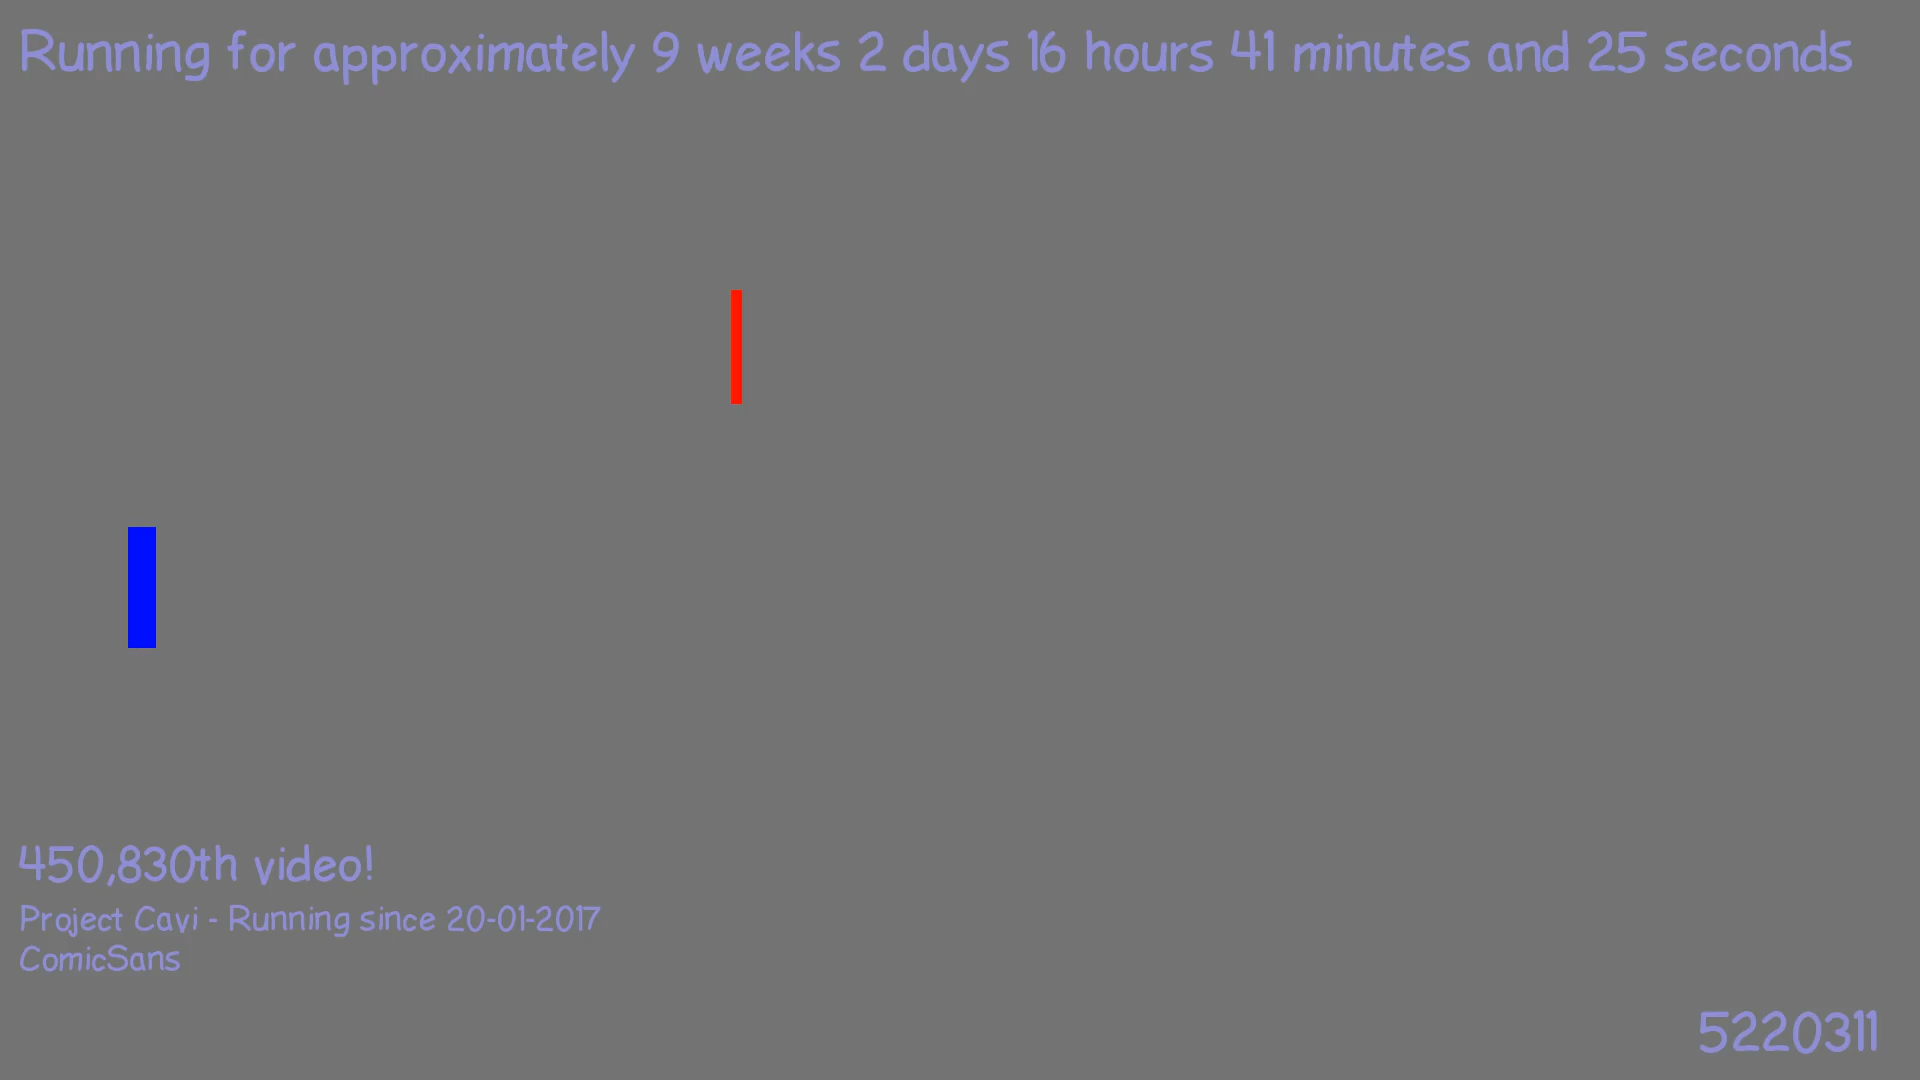 Running for approximately 9 weeks 2 days 16 hours 41 minutes and 25 seconds
450,830th video!
Project Cavi - Running since 20-01-2017
ComicSans
5220311